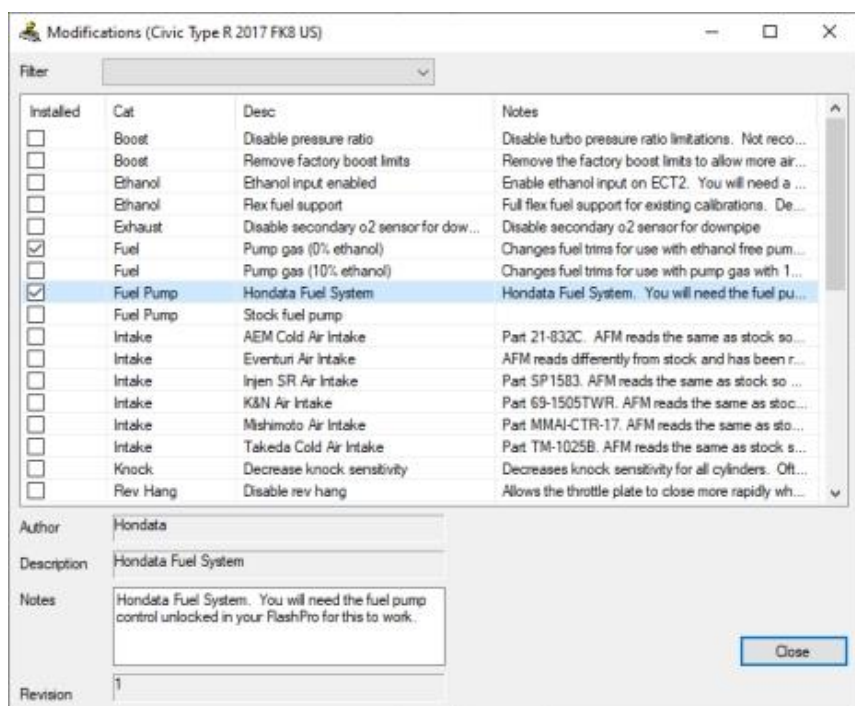 Modifications (Civic Type R 2017 FK8 US)
Filter
Installed Cat Desc Notes
Boost Disable pressure ratio Disable turbo pressure ratio limitations. Not reco...
Boost Remove factory boost limits Remove the factory boost limits to allow more air...
Ethanol Ethanol input enabled Enable ethanol input on ECT2. You will need a ...
Ethanol Flex fuel support Full flex fuel support for existing calibrations. De...
Exhaust Disable secondary o2 sensor for dow... Disable secondary o2 sensor for downpipe
Fuel Pump gas (0% ethanol) Changes fuel trims for use with ethanol free pum...
Fuel Pump gas (10% ethanol) Changes fuel trims for use with pump gas with 1...
Fuel Pump Hondata Fuel System Hondata Fuel System. You will need the fuel pu...
Fuel Pump Stock fuel pump
Intake AEM Cold Air Intake Part 21-832C. AFM reads the same as stock so...
Intake Eventuri Air Intake AFM reads differently from stock and has been r...
Intake Injen SR Air Intake Part SP1583. AFM reads the same as stock so ...
Intake K&N Air Intake Part 69-1505TWR. AFM reads the same as stoc...
Intake Mishimoto Air Intake Part MMAI-CTR-17. AFM reads the same as sto...
Intake Takeda Cold Air Intake Part TM-1025B. AFM reads the same as stock s...
Knock Decrease knock sensitivity Decreases knock sensitivity for all cylinders. Oft...
Rev Hang Disable rev hang Allows the throttle plate to close more rapidly wh...
Author Hondata
Description Hondata Fuel System
Notes Hondata Fuel System. You will need the fuel pump
control unlocked in your FlashPro for this to work.
Close
Revision 1